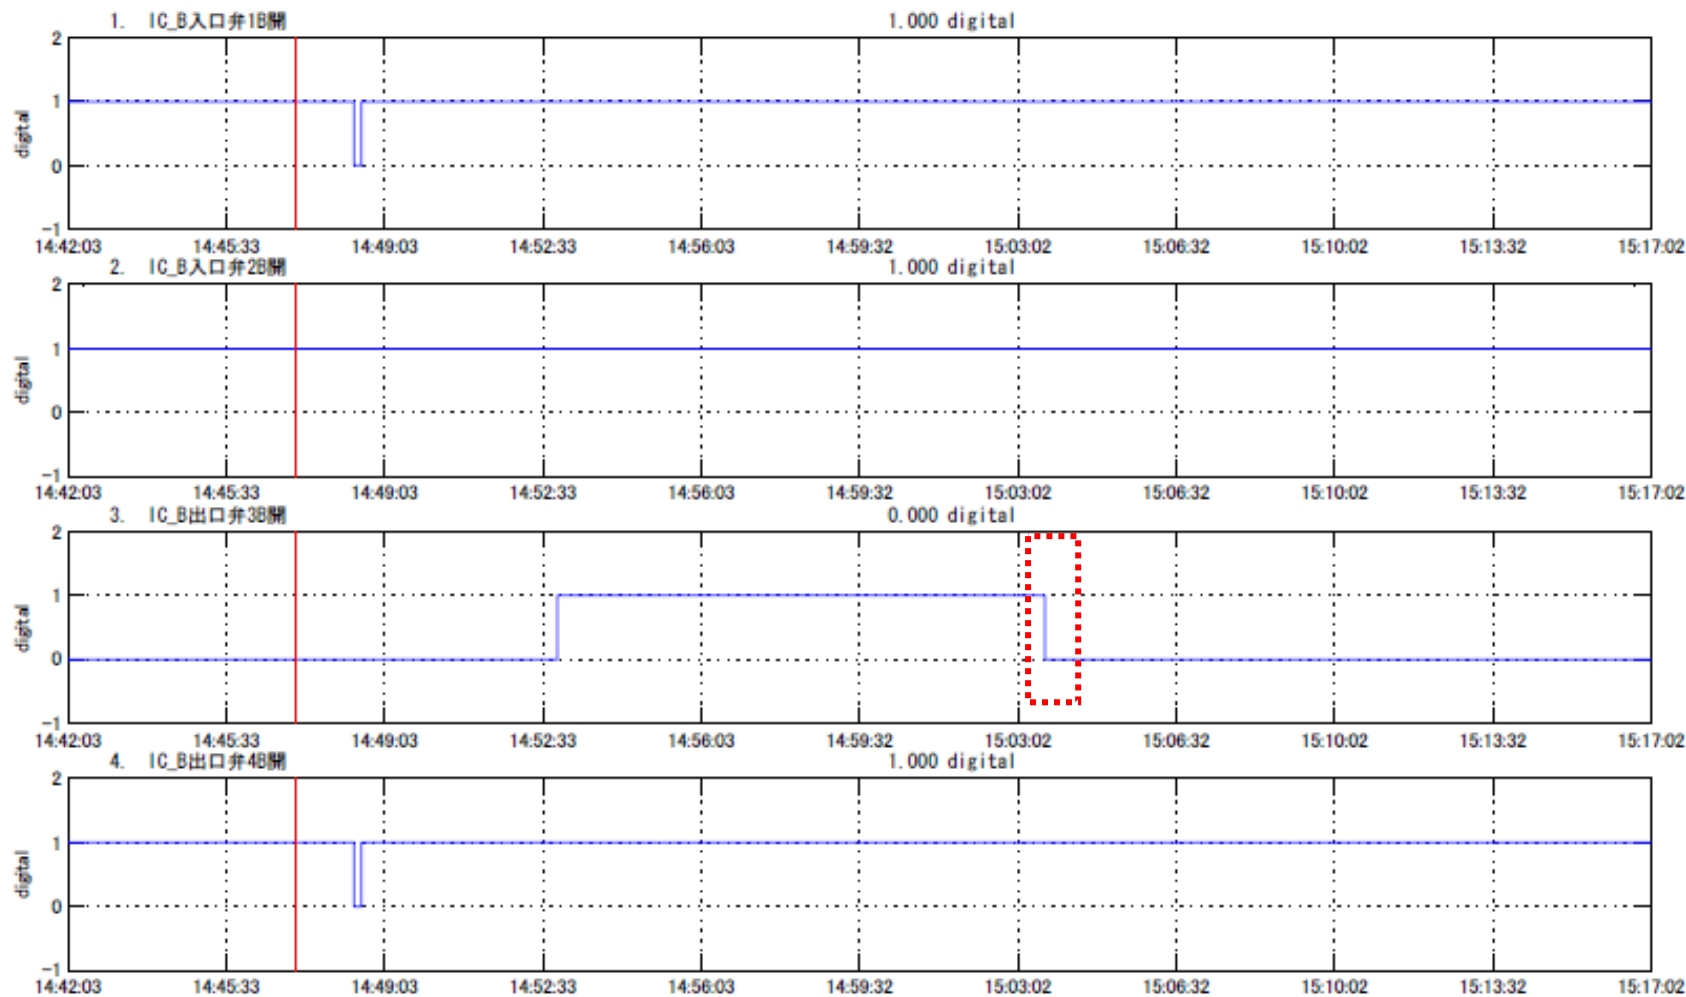 1. IC_B入口弁1B開 1.000 digital
2
1
0
-1
digital
14:42:03 14:45:33 14:49:03 14:52:33 14:56:03 14:59:32 15:03:02 15:06:32 15:10:02 15:13:32 15:17:02
2. IC_B入口弁2B開 1.000 digital
2
1
0
-1
digital
14:42:03 14:45:33 14:49:03 14:52:33 14:56:03 14:59:32 15:03:02 15:06:32 15:10:02 15:13:32 15:17:02
3. IC_B出口弁3B開 0.000 digital
2
1
0
-1
digital
14:42:03 14:45:33 14:49:03 14:52:33 14:56:03 14:59:32 15:03:02 15:06:32 15:10:02 15:13:32 15:17:02
4. IC_B出口弁4B開 1.000 digital
2
1
0
-1
digital
14:42:03 14:45:33 14:49:03 14:52:33 14:56:03 14:59:32 15:03:02 15:06:32 15:10:02 15:13:32 15:17:02